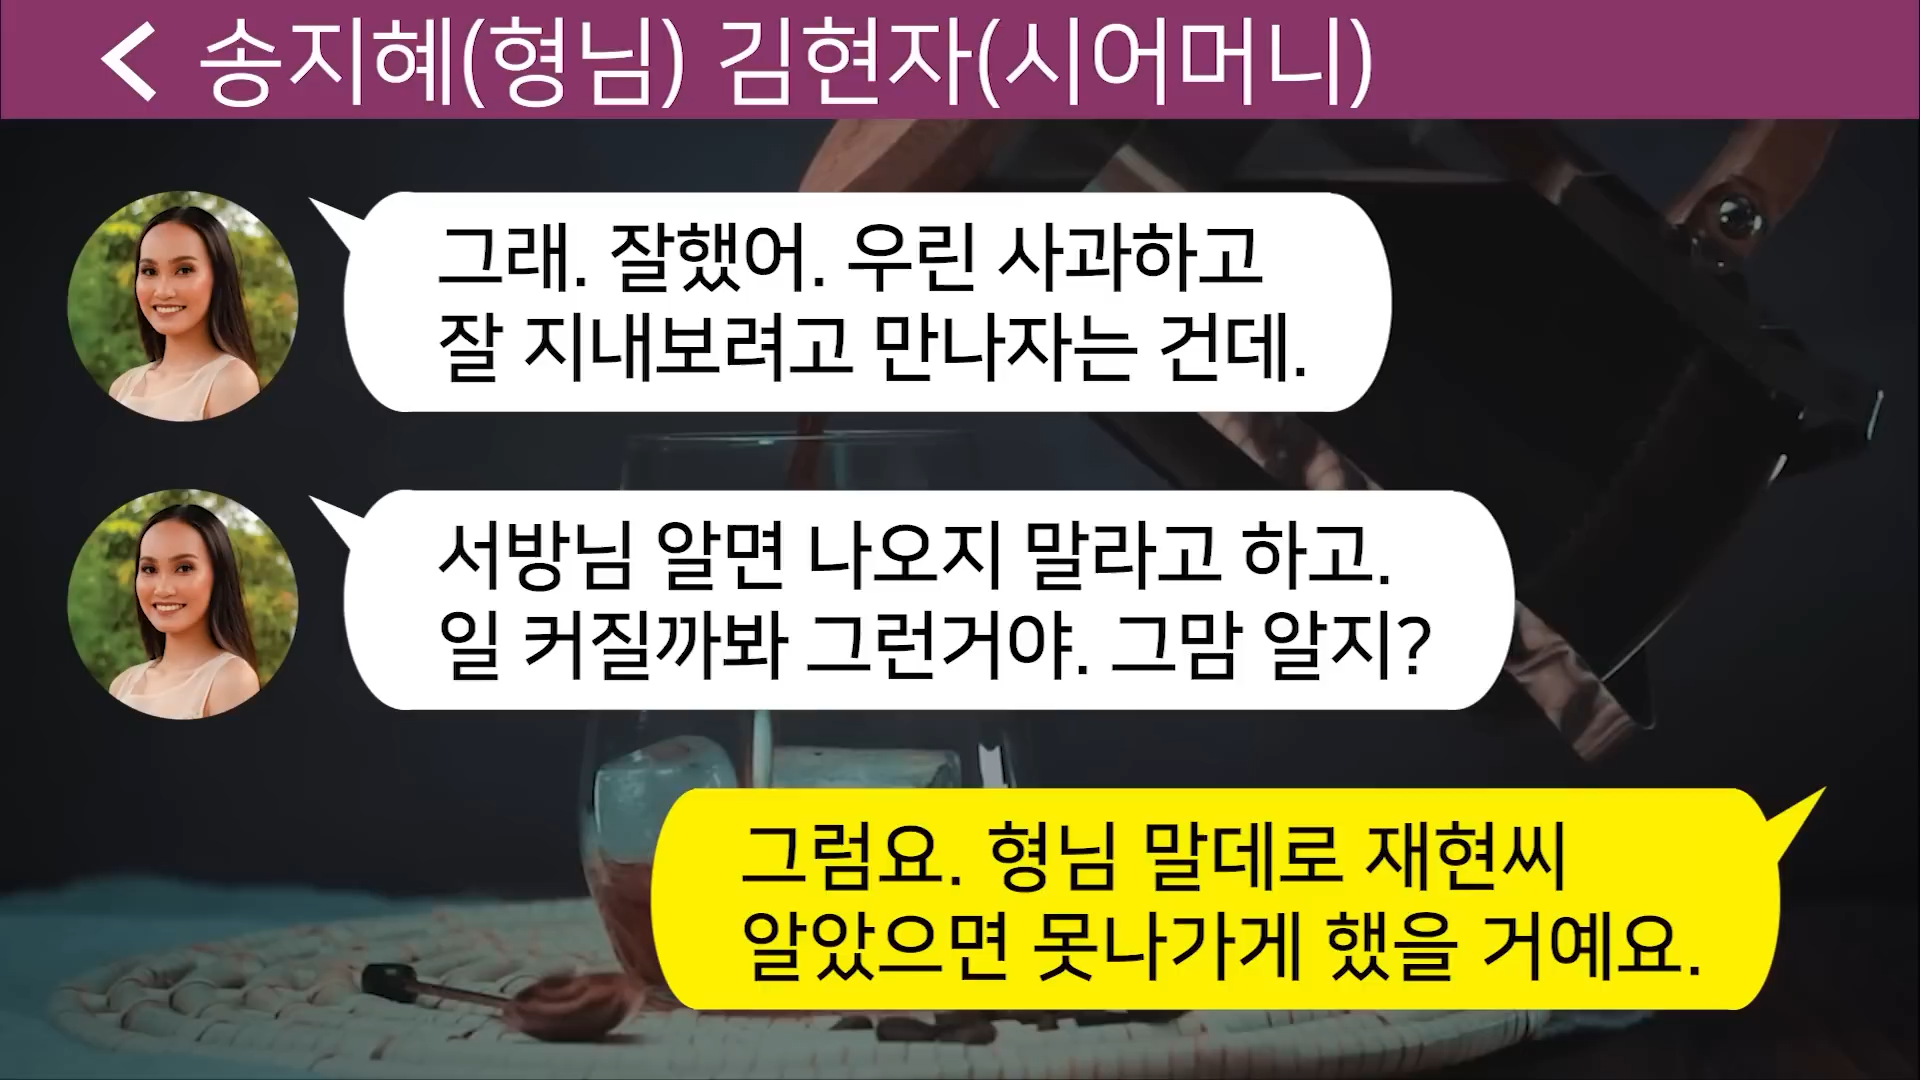 송지혜(형님) 김현자(시어머니)
그래. 잘했어. 우린 사과하고
잘 지내보려고 만나자는 건데.
서방님 알면 나오지 말라고 하고.
일 커질까봐 그런거야. 그맘 알지?
그럼요. 형님 말데로 재현씨
알았으면 못나가게 했을 거예요.